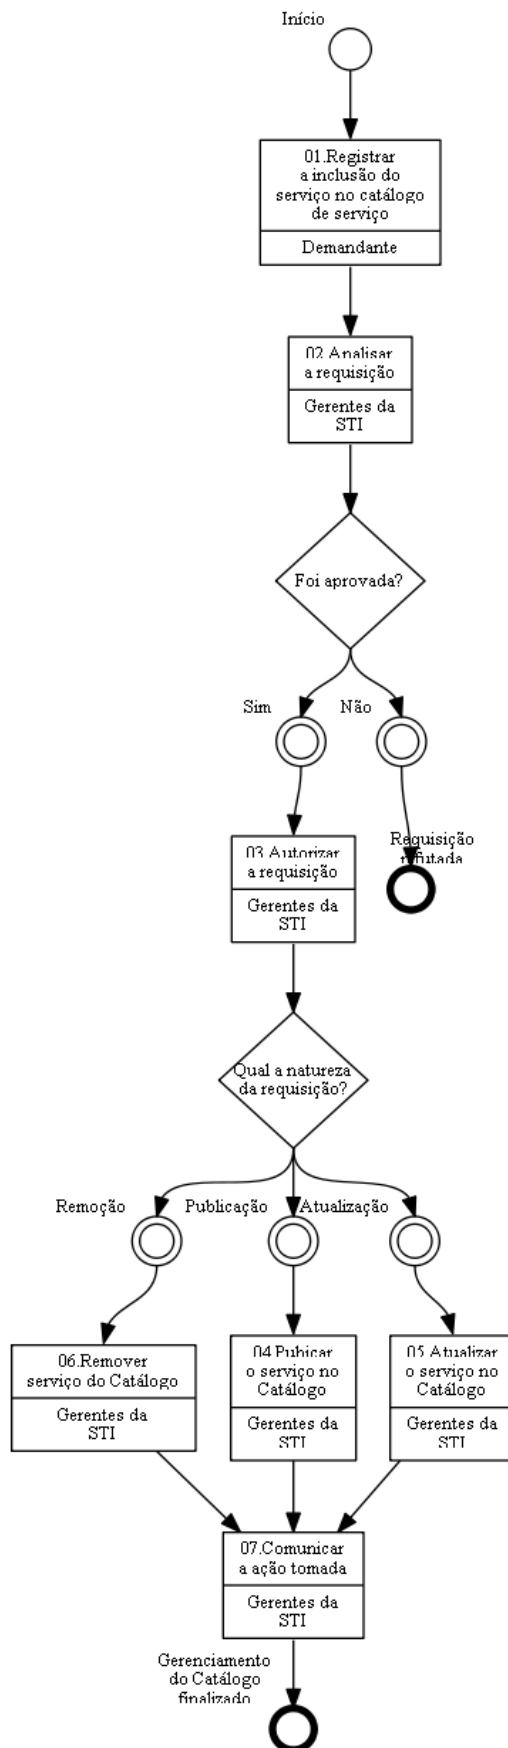 Início
01.Registrar
a inclusão do
serviço no catálogo
de serviço
Demandante
02.Analisar
a requisição
Gerentes da
STI
Foi aprovada?
Sim
Não
03.Autorizar
a requisição
Gerentes da
STI
Requisição
refutada
Qual a natureza
da requisição?
Remoção
Publicação
Atualização
06.Remover
serviço do Catálogo
Gerentes da
STI
04.Pubicar
o serviço no
Catálogo
Gerentes da
STI
05.Atualizar
o serviço no
Catálogo
Gerentes da
STI
07.Comunicar
a ação tomada
Gerentes da
STI
Gerenciamento
do Catálogo
finalizado